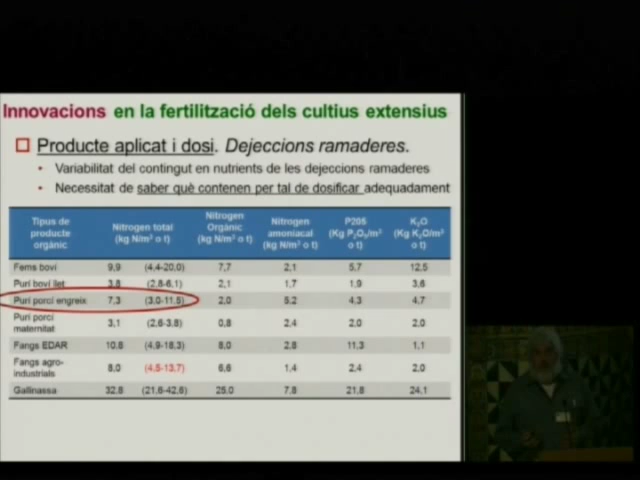 Innovacions en la fertilització dels cultius extensius
Producte aplicat i dosi. Dejeccions ramaderes.
• Variabilitat del contingut en nutrients de les dejeccions ramaderes
• Necessitat de saber què contenen per tal de dosificar adequadament
Tipus de producte orgànic Nitrogen total (kg N/m³ o t) Nitrogen Orgànic (kg N/m³ o t) Nitrogen amoniacal (kg N/m³ o t) P205 (Kg P₂O₅/m³ o t) K₂O (Kg K₂O/m³ o t)
Fems boví 9,9 (4,4-20,0) 7,7 2,1 5,7 12,5
Purí boví llet 3,8 (2,8-6,1) 2,1 1,7 1,9 3,6
Purí porcí engreix 7,3 (3,0-11,5) 2,0 5,2 4,3 4,7
Purí porcí maternitat 3,1 (2,6-3,8) 0,8 2,4 2,0 2,0
Fangs EDAR 10,8 (4,9-18,3) 8,0 2,8 11,3 1,1
Fangs agro-industrials 8,0 (4,5-13,7) 6,6 1,4 2,4 2,0
Gallinassa 32,8 (21,6-42,6) 25,0 7,8 21,8 24,1